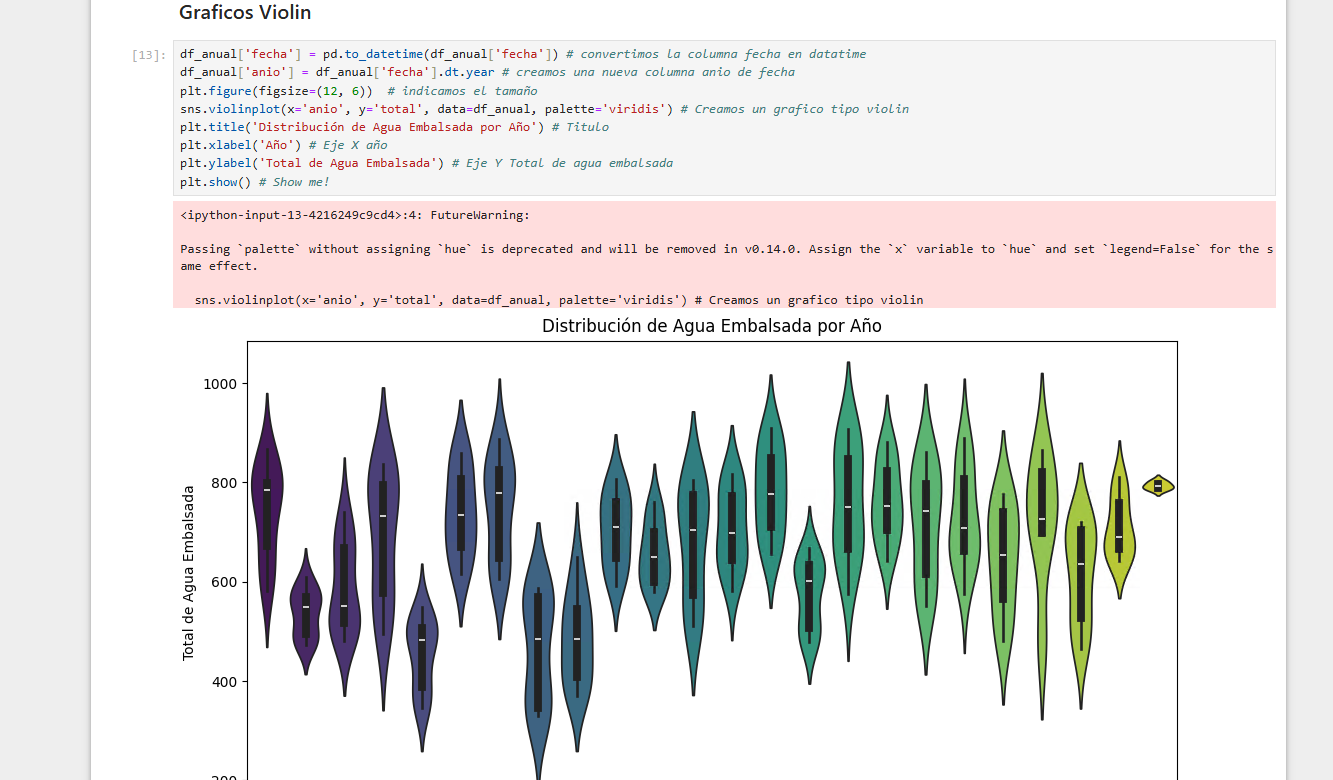 Graficos Violin
[13]:
df_anual['fecha'] = pd.to_datetime(df_anual['fecha']) # convertimos la columna fecha en datatime
df_anual['anio'] = df_anual['fecha'].dt.year # creamos una nueva columna anio de fecha
plt.figure(figsize=(12, 6))  # indicamos el tamaño
sns.violinplot(x='anio', y='total', data=df_anual, palette='viridis') # Creamos un grafico tipo violin
plt.title('Distribución de Agua Embalsada por Año') # Titulo
plt.xlabel('Año') # Eje X año
plt.ylabel('Total de Agua Embalsada') # Eje Y Total de agua embalsada
plt.show() # Show me!
<ipython-input-13-4216249c9cd4>:4: FutureWarning:
Passing `palette` without assigning `hue` is deprecated and will be removed in v0.14.0. Assign the `x` variable to `hue` and set `legend=False` for the s
ame effect.
  sns.violinplot(x='anio', y='total', data=df_anual, palette='viridis') # Creamos un grafico tipo violin
Distribución de Agua Embalsada por Año
1000
800
600
400
200
Total de Agua Embalsada